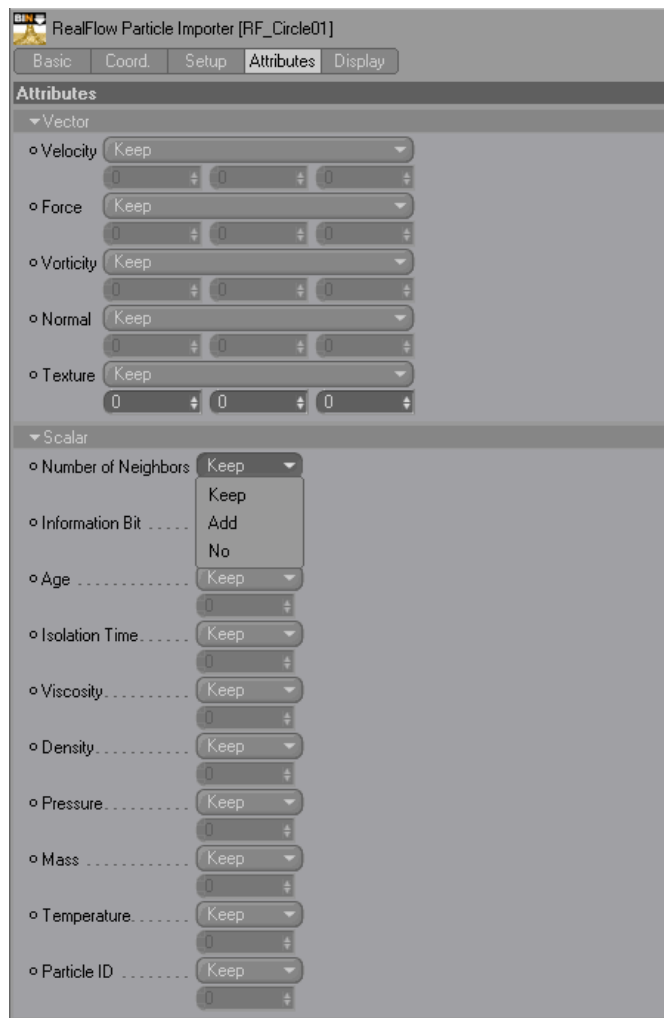 BIN
RealFlow Particle Importer [RF_Circle01]
Basic Coord. Setup Attributes Display
Attributes
Vector
Velocity Keep
0 0 0
Force Keep
0 0 0
Vorticity Keep
0 0 0
Normal Keep
0 0 0
Texture Keep
0 0 0
Scalar
Number of Neighbors Keep
Keep
Information Bit ..... Add
No
Age ............. Keep
0
Isolation Time...... Keep
0
Viscosity.......... Keep
0
Density........... Keep
0
Pressure.......... Keep
0
Mass ............ Keep
0
Temperature....... Keep
0
Particle ID ........ Keep
0